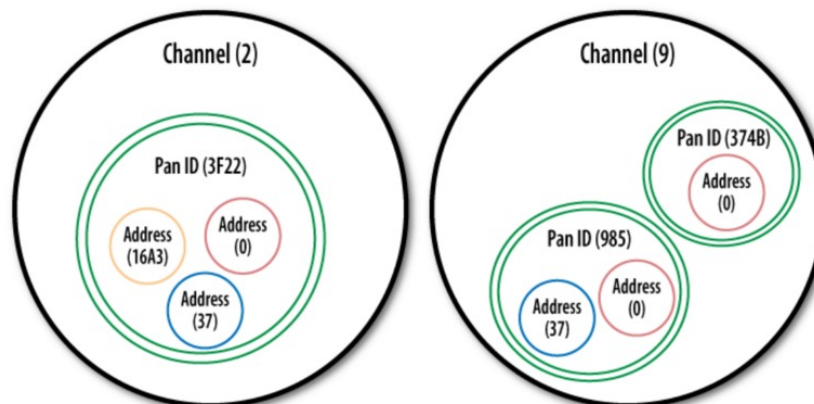 Channel (2)
Pan ID (3F22)
Address
(16A3)
Address
(0)
Address
(37)
Channel (9)
Pan ID (374B)
Address
(0)
Pan ID (985)
Address
(37)
Address
(0)